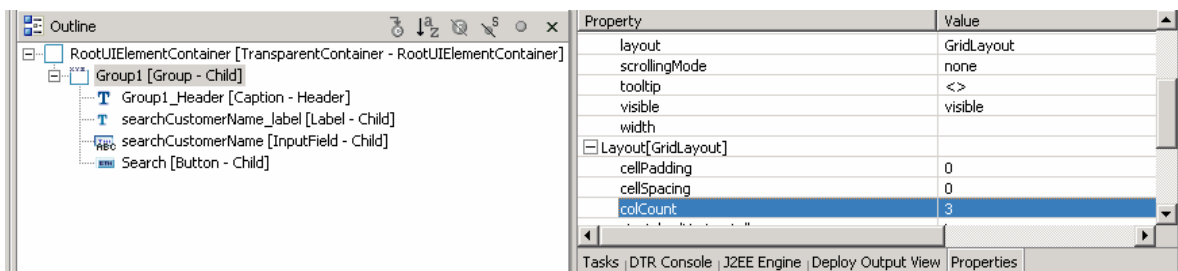 Outline
RootUIElementContainer [TransparentContainer - RootUIElementContainer]
Group1 [Group - Child]
Group1_Header [Caption - Header]
searchCustomerName_label [Label - Child]
searchCustomerName [InputField - Child]
Search [Button - Child]
Property Value
layout GridLayout
scrollingMode none
tooltip <>
visible visible
width
Layout[GridLayout]
cellPadding 0
cellSpacing 0
colCount 3
Tasks DTR Console J2EE Engine Deploy Output View Properties